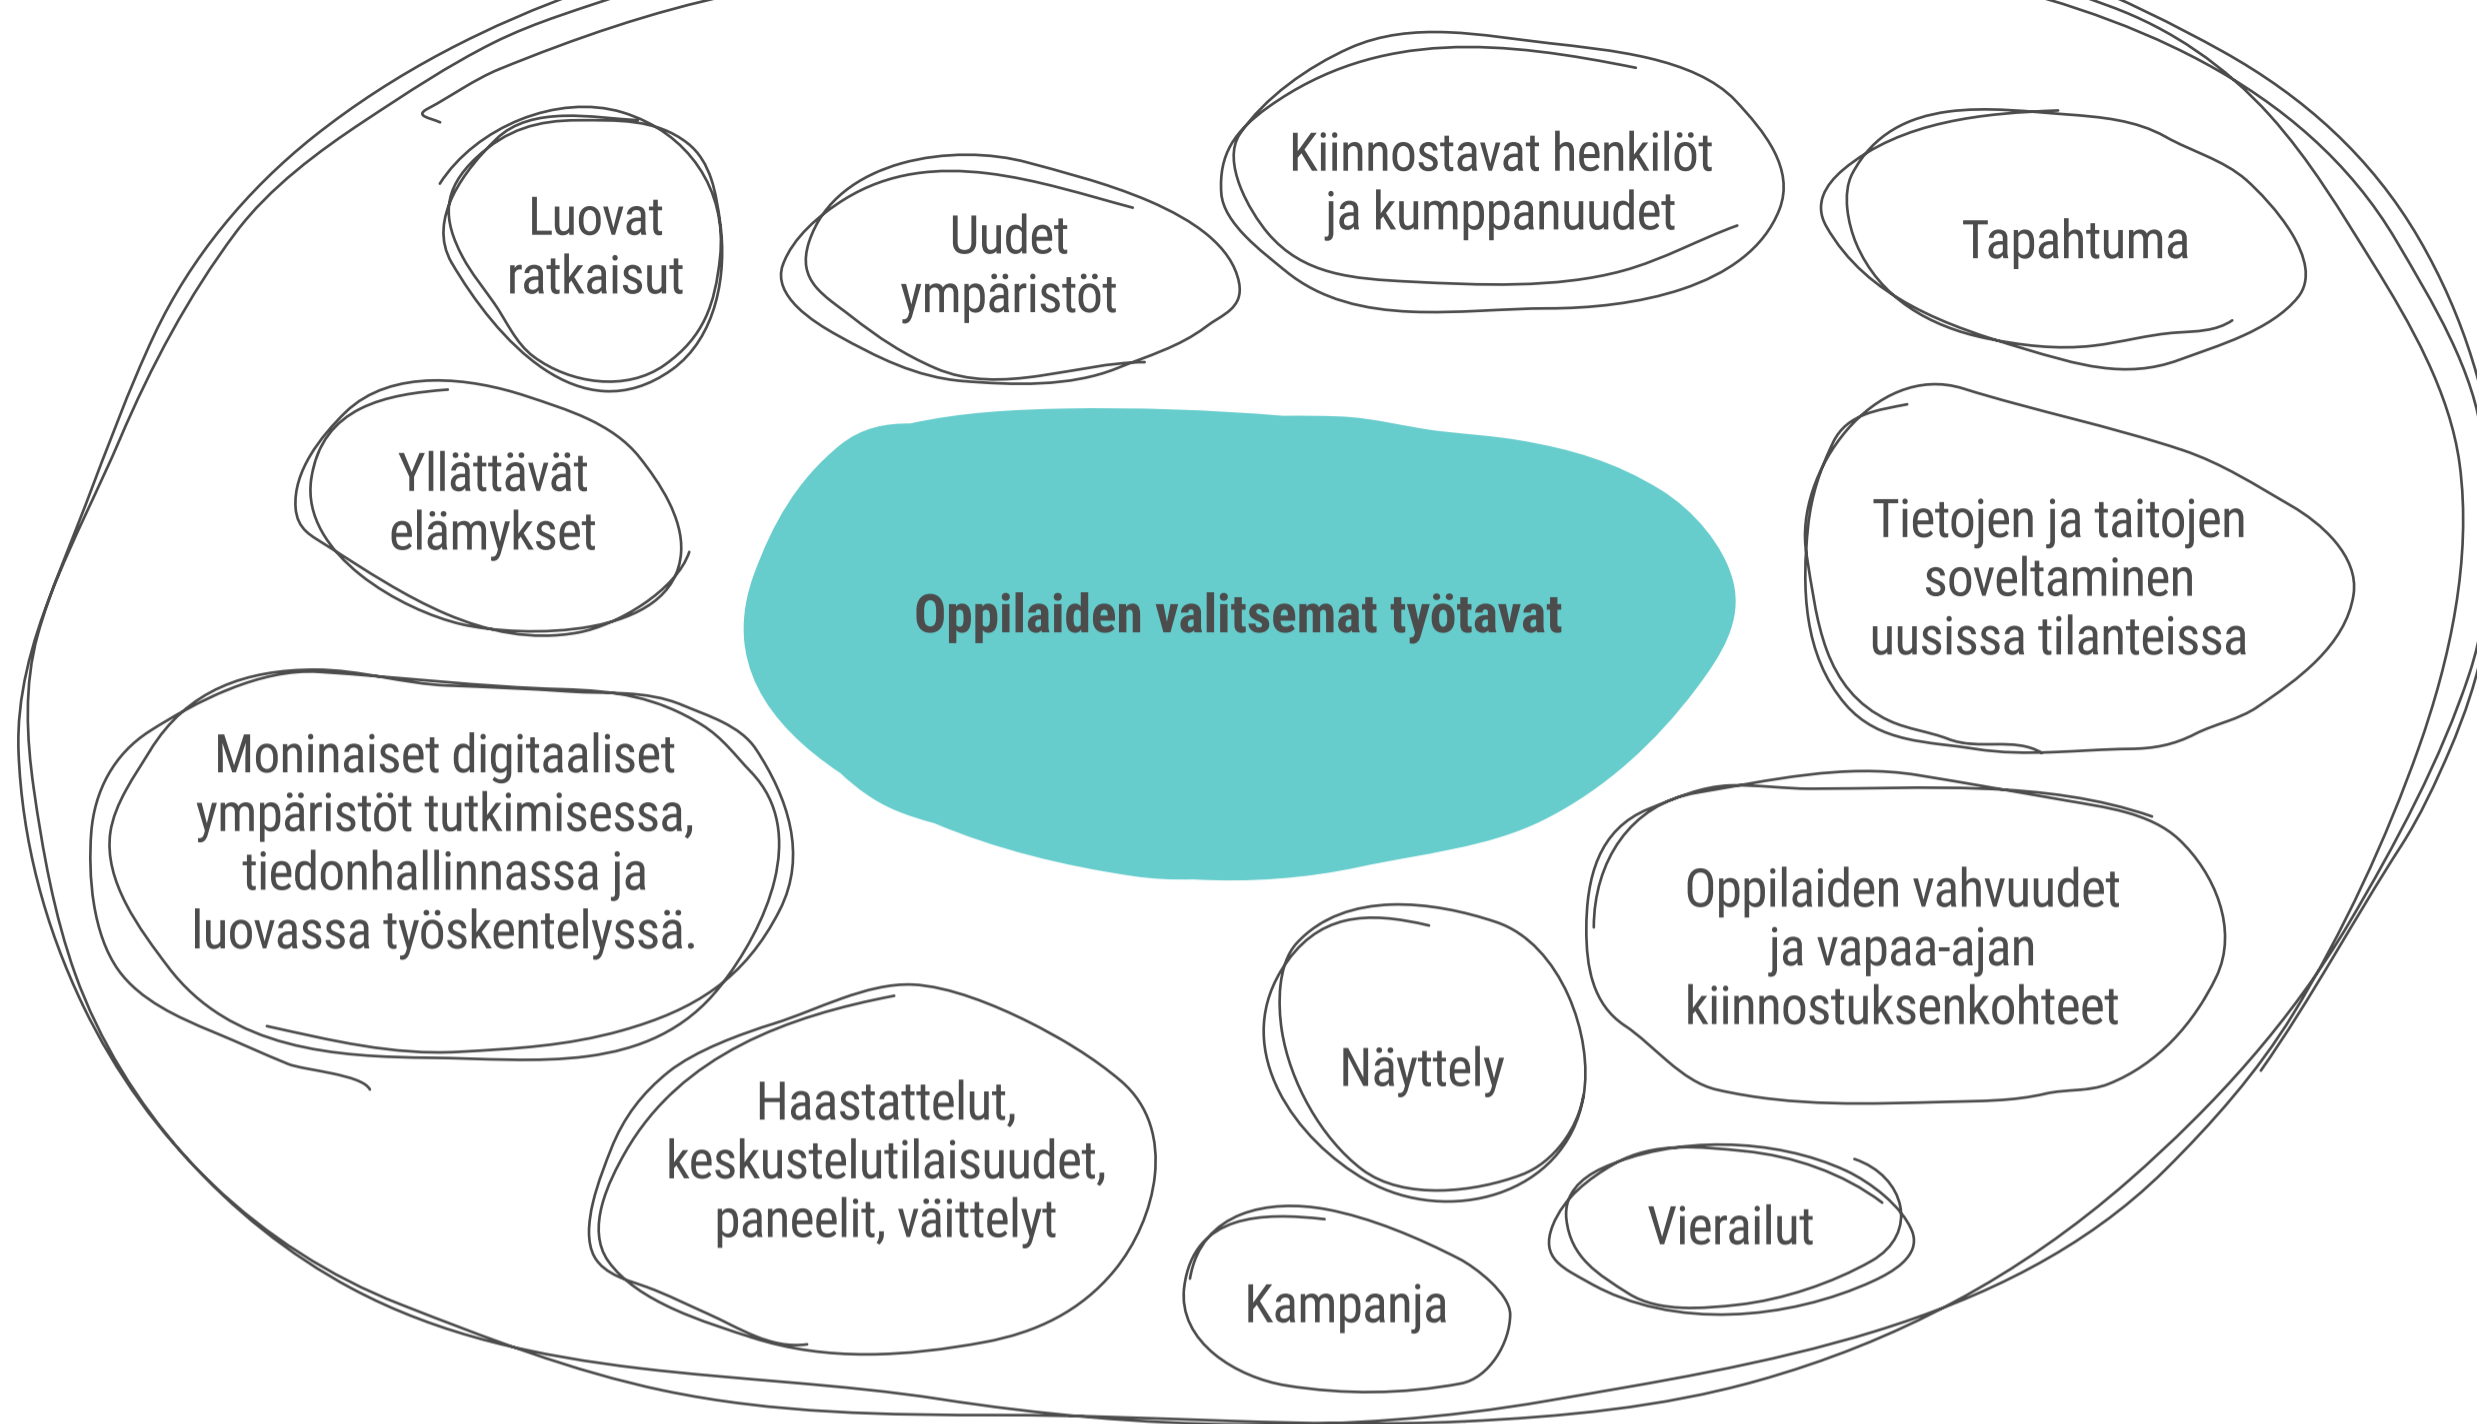 Luovat
ratkaisut
Uudet
ympäristöt
Kiinnostavat henkilöt
ja kumppanuudet
Tapahtuma
Yllättävät
elämykset
Oppilaiden valitsemat työtavat
Tietojen ja taitojen
soveltaminen
uusissa tilanteissa
Moninaiset digitaaliset
ympäristöt tutkimisessa,
tiedonhallinnassa ja
luovassa työskentelyssä.
Oppilaiden vahvuudet
ja vapaa-ajan
kiinnostuksenkohteet
Näyttely
Haastattelut,
keskustelutilaisuudet,
paneelit, väittelyt
Vierailut
Kampanja